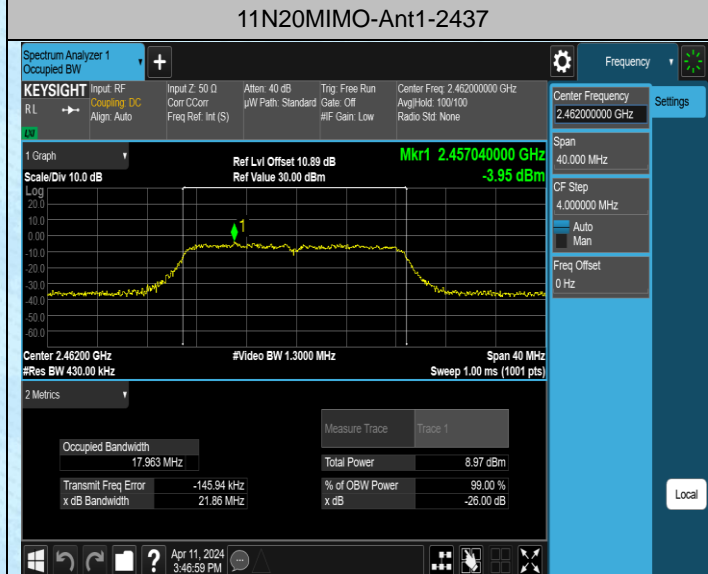 11N20MIMO-Ant1-2437
Spectrum Analyzer 1
Occupied BW
+
Frequency
KEYSIGHT
Input: RF
Input Z: 50 Ω
Atten: 40 dB
Trig: Free Run
Center Freq: 2.462000000 GHz
RL
Coupling: DC
Corr CCorr
µW Path: Standard
Gate: Off
Avg|Hold: 100/100
Align: Auto
Freq Ref: Int (S)
#IF Gain: Low
Radio Std: None
Center Frequency
2.462000000 GHz
Settings
Span
40.000 MHz
CF Step
4.000000 MHz
Auto
Man
Freq Offset
0 Hz
1 Graph
Ref Lvl Offset 10.89 dB
Mkr1 2.457040000 GHz
Scale/Div 10.0 dB
Ref Value 30.00 dBm
-3.95 dBm
Log
20.0
10.0
0.00
-10.0
-20.0
-30.0
-40.0
-50.0
-60.0
1
Center 2.46200 GHz
#Video BW 1.3000 MHz
Span 40 MHz
#Res BW 430.00 kHz
Sweep 1.00 ms (1001 pts)
2 Metrics
Measure Trace
Trace 1
Occupied Bandwidth
17.963 MHz
Total Power
8.97 dBm
Transmit Freq Error
-145.94 kHz
% of OBW Power
99.00 %
x dB Bandwidth
21.86 MHz
x dB
-26.00 dB
Local
?
Apr 11, 2024
3:46:59 PM